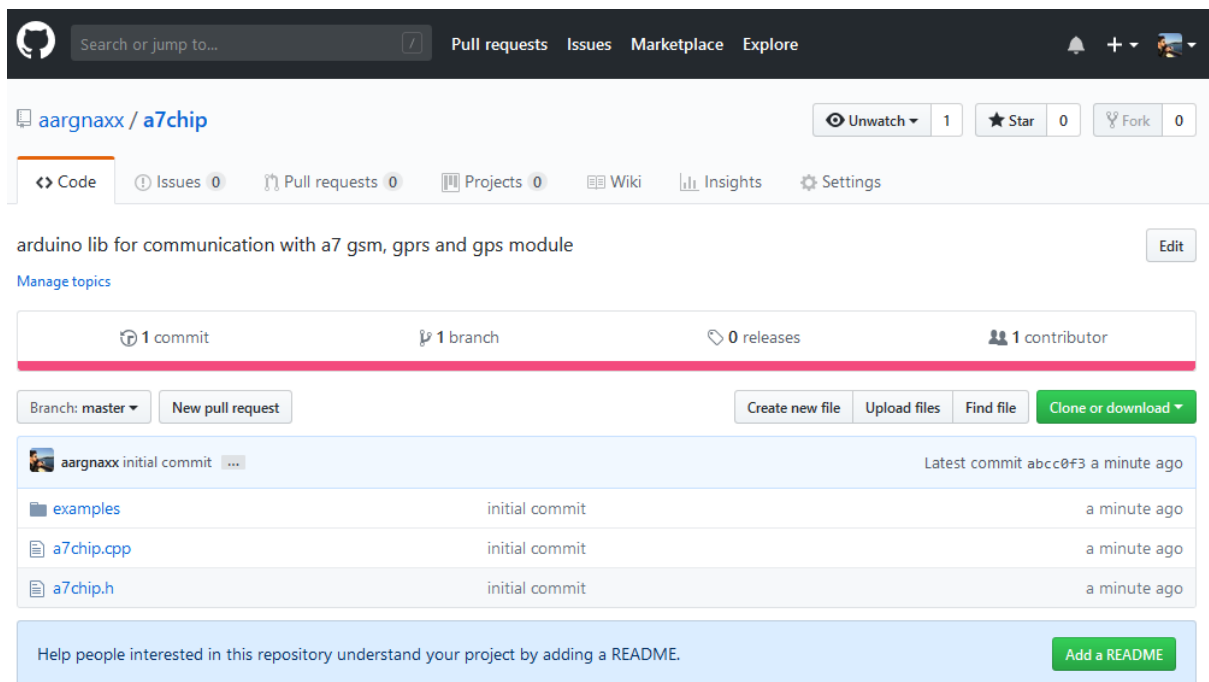 Search or jump to... / Pull requests Issues Marketplace Explore
aargnaxx / a7chip Unwatch 1 Star 0 Fork 0
Code Issues 0 Pull requests 0 Projects 0 Wiki Insights Settings
arduino lib for communication with a7 gsm, gprs and gps module Edit
Manage topics
1 commit 1 branch 0 releases 1 contributor
Branch: master New pull request Create new file Upload files Find file Clone or download
aargnaxx initial commit ... Latest commit abcc0f3 a minute ago
examples initial commit a minute ago
a7chip.cpp initial commit a minute ago
a7chip.h initial commit a minute ago
Help people interested in this repository understand your project by adding a README. Add a README